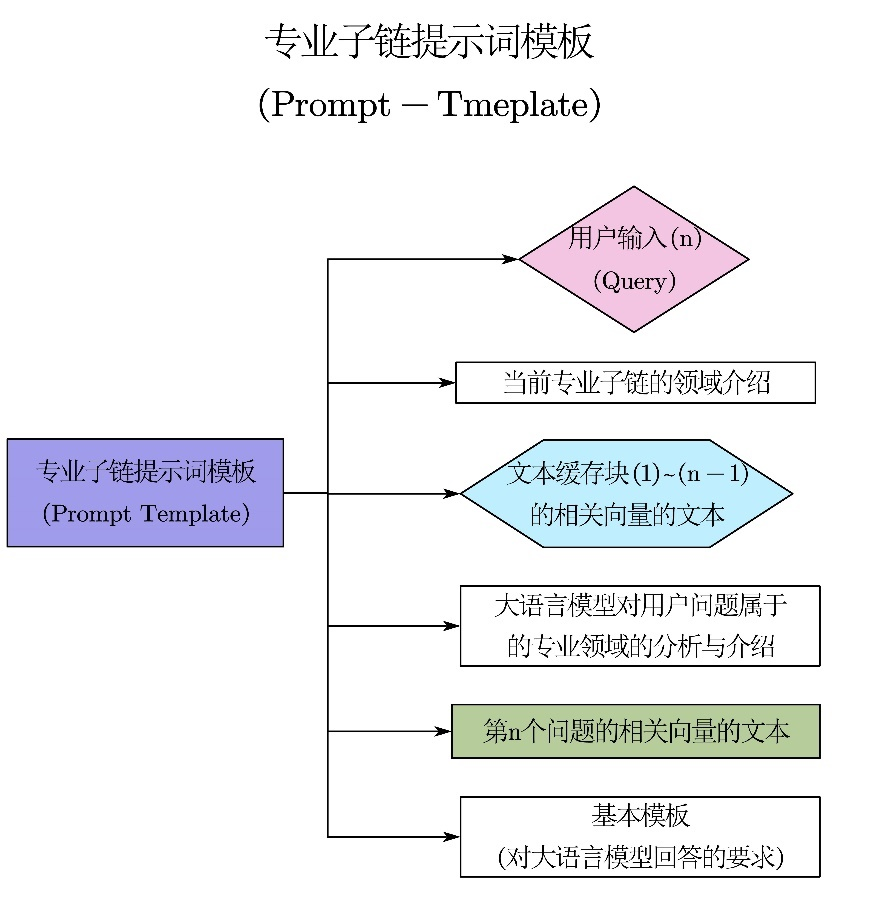 专业子链提示词模板
(Prompt - Tmeplate)
用户输入(n)
(Query)
当前专业子链的领域介绍
专业子链提示词模板
(Prompt Template)
文本缓存块(1)~(n-1)
的相关向量的文本
大语言模型对用户问题属于
的专业领域的分析与介绍
第n个问题的相关向量的文本
基本模板
(对大语言模型回答的要求)